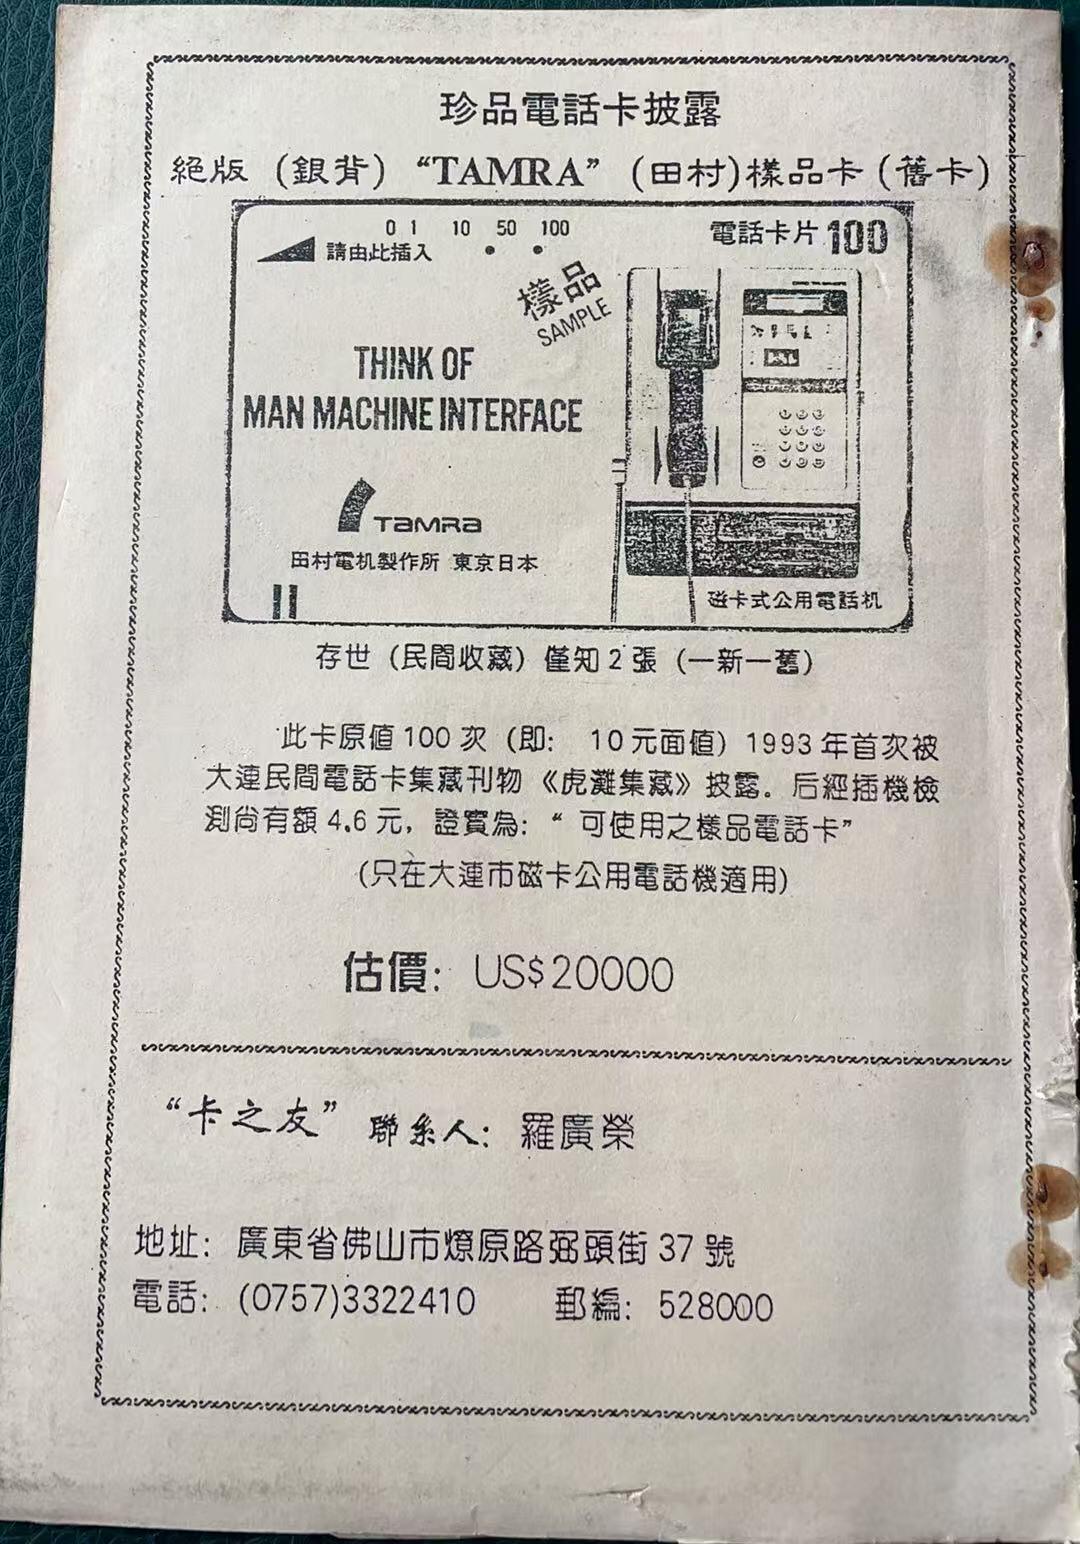 珍品電話卡披露
絕版（銀背）“TAMRA”（田村)樣品卡(舊卡)
0 1 10 50 100
請由此插入
電話卡片 100
樣品
SAMPLE
THINK OF
MAN MACHINE INTERFACE
TAMRA
田村電机製作所 東京日本
磁卡式公用電話机
存世（民間收藏）僅知2張（一新一舊）
此卡原值100次（即： 10元面值）1993年首次被
大連民間電話卡集藏刊物《虎灘集藏》披露。后經插機檢
測尚有額4.6元，證實為：“可使用之樣品電話卡”
(只在大連市磁卡公用電話機適用)
估價： US$20000
“卡之友” 聯系人：羅廣榮
地址：廣東省佛山市燎原路弼頭街37號
電話：(0757)3322410 郵編：528000